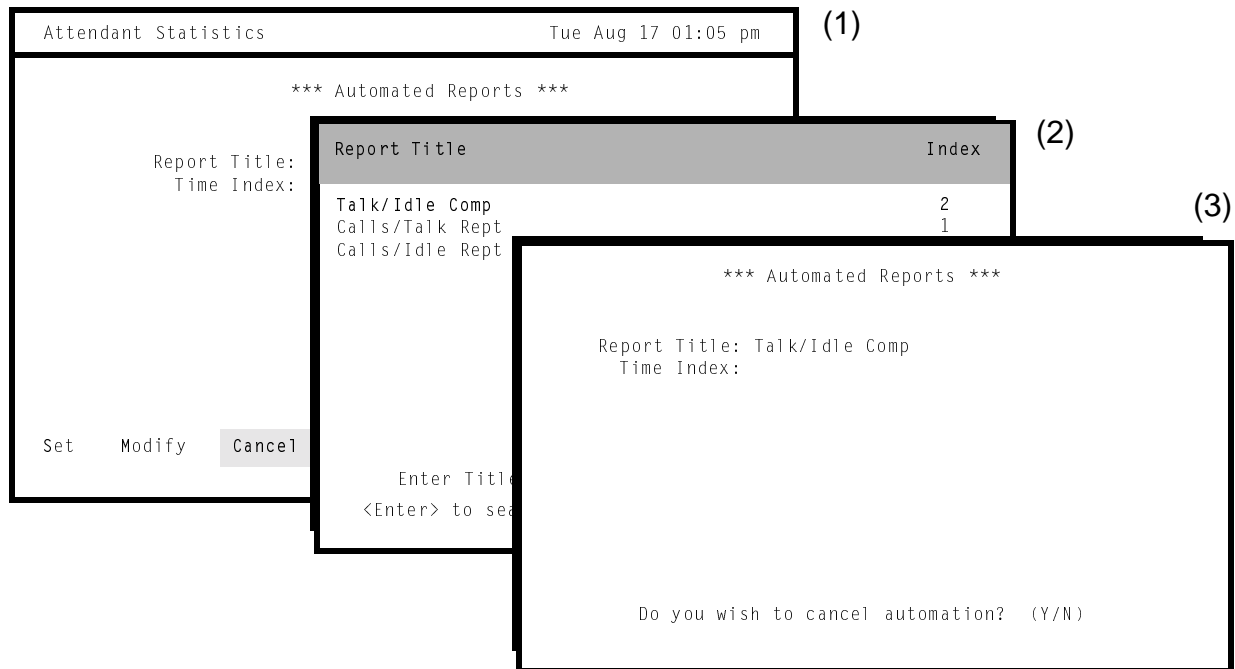 Attendant Statistics Tue Aug 17 01:05 pm
(1)
*** Automated Reports ***
Report Title:
Time Index:
Set Modify Cancel
(2)
Report Title Index
Talk/Idle Comp 2
Calls/Talk Rept 1
Calls/Idle Rept
Enter
<Enter> to
(3)
*** Automated Reports ***
Report Title: Talk/Idle Comp
Time Index:
Do you wish to cancel automation? (Y/N)